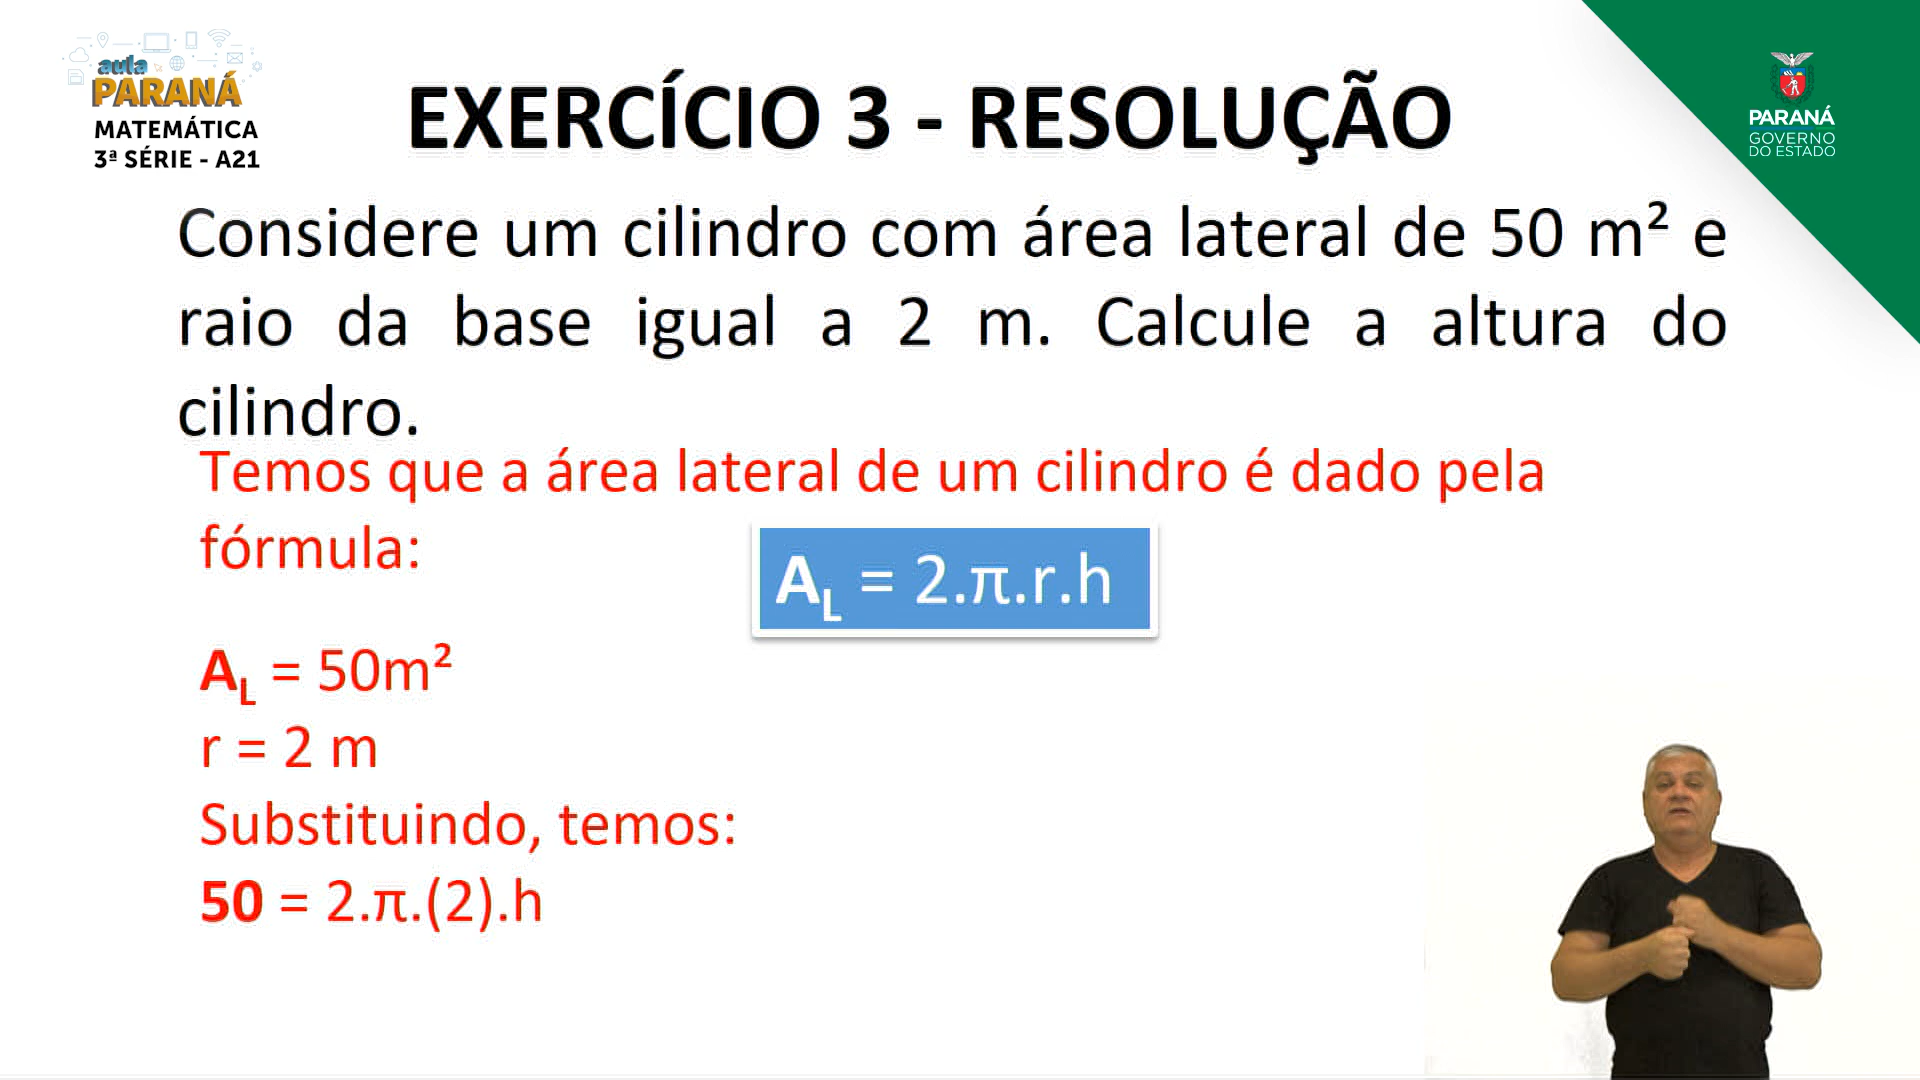 aula
PARANÁ
MATEMÁTICA
3ª SÉRIE - A21
EXERCÍCIO 3 - RESOLUÇÃO
PARANÁ
GOVERNO
DO ESTADO
Considere um cilindro com área lateral de 50 m² e
raio da base igual a 2 m. Calcule a altura do
cilindro.
Temos que a área lateral de um cilindro é dado pela
fórmula:
A_L = 2.π.r.h
A_L = 50m²
r = 2 m
Substituindo, temos:
50 = 2.π.(2).h